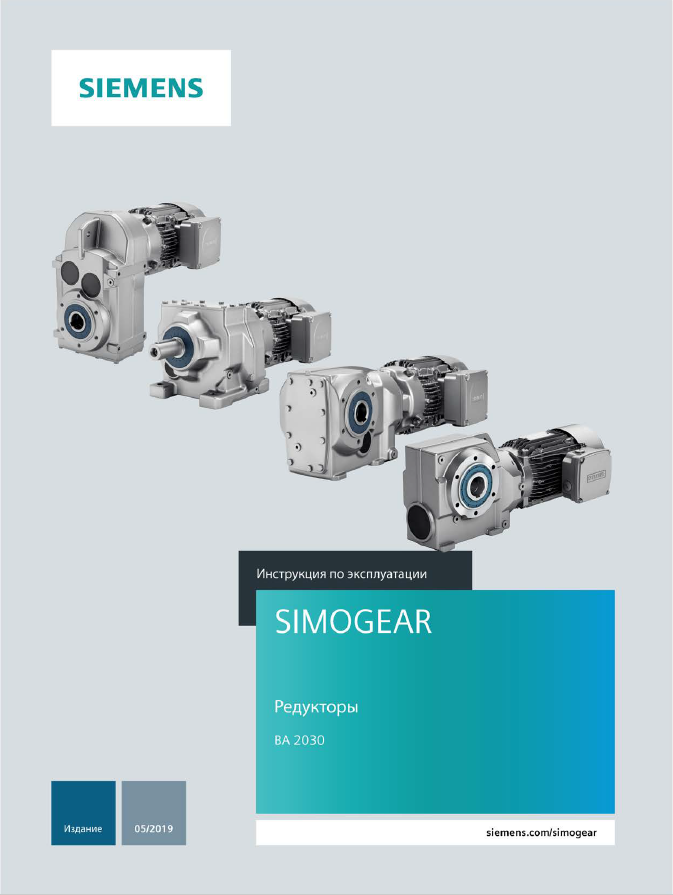 SIEMENS
Инструкция по эксплуатации
SIMOGEAR
Редукторы
BA 2030
Издание
05/2019
siemens.com/simogear